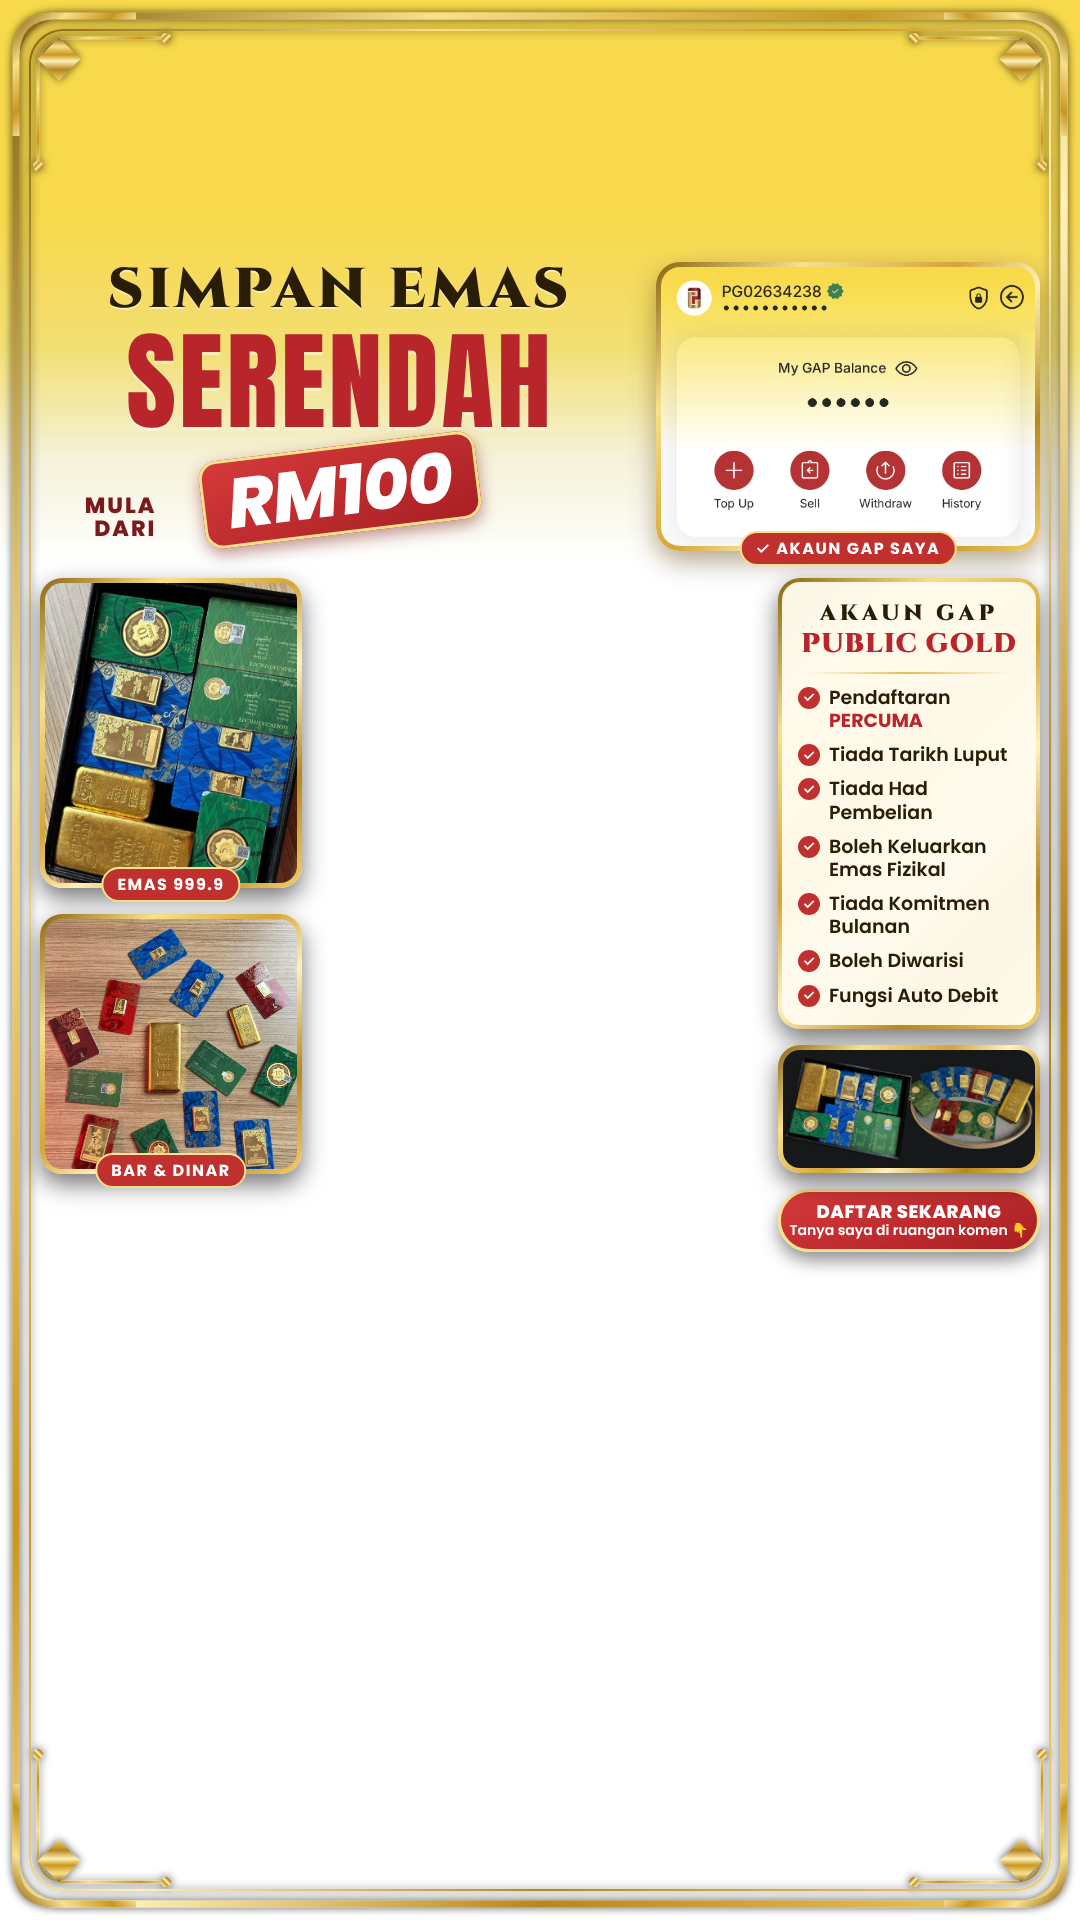 SIMPAN EMAS
SERENDAH
MULA
DARI
RM100
PG02634238
My GAP Balance
Top Up
Sell
Withdraw
History
✓ AKAUN GAP SAYA
EMAS 999.9
BAR & DINAR
AKAUN GAP
PUBLIC GOLD
Pendaftaran
PERCUMA
Tiada Tarikh Luput
Tiada Had
Pembelian
Boleh Keluarkan
Emas Fizikal
Tiada Komitmen
Bulanan
Boleh Diwarisi
Fungsi Auto Debit
DAFTAR SEKARANG
Tanya saya di ruangan komen 👇